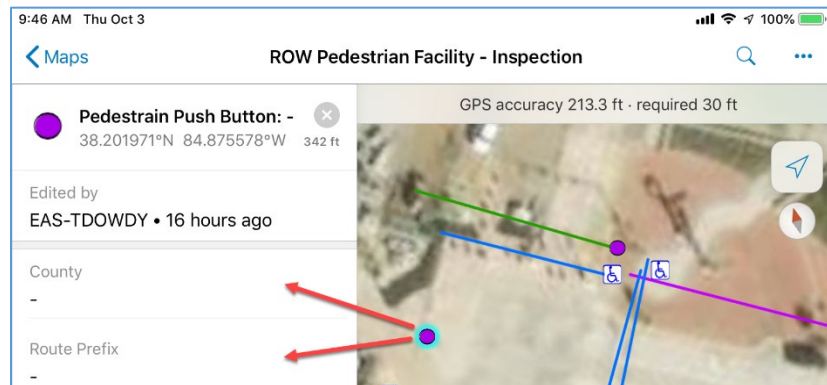 9:46 AM Thu Oct 3
100%
Maps
ROW Pedestrian Facility - Inspection
Pedestrain Push Button: -
38.201971°N 84.875578°W
342 ft
GPS accuracy 213.3 ft · required 30 ft
Edited by
EAS-TDOWDY • 16 hours ago
County
-
Route Prefix
-